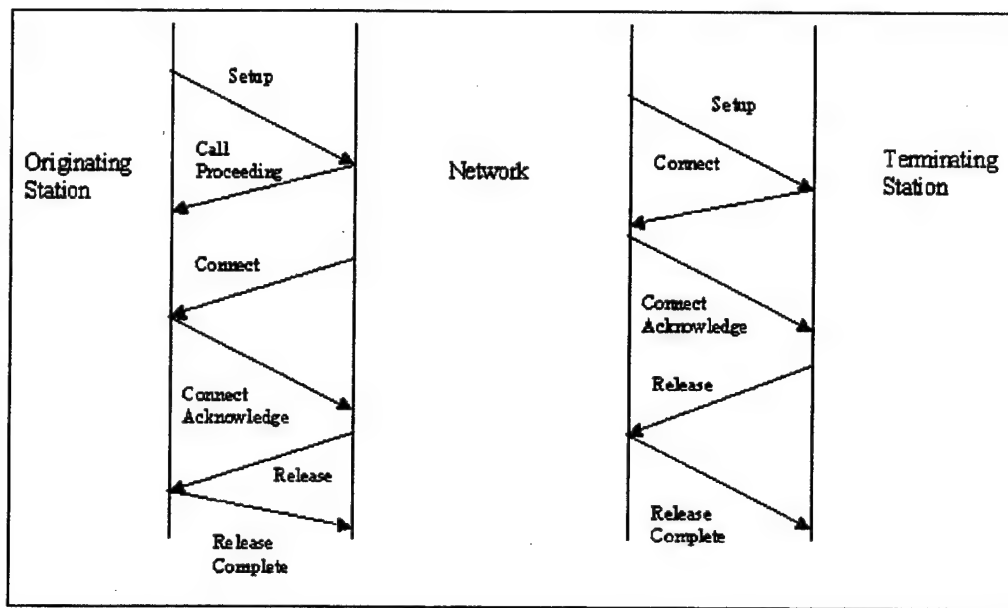 Setup
Call
Proceeding
Originating
Station
Connect
Connect
Acknowledge
Release
Release
Complete
Network
Setup
Connect
Terminating
Station
Connect
Acknowledge
Release
Release
Complete